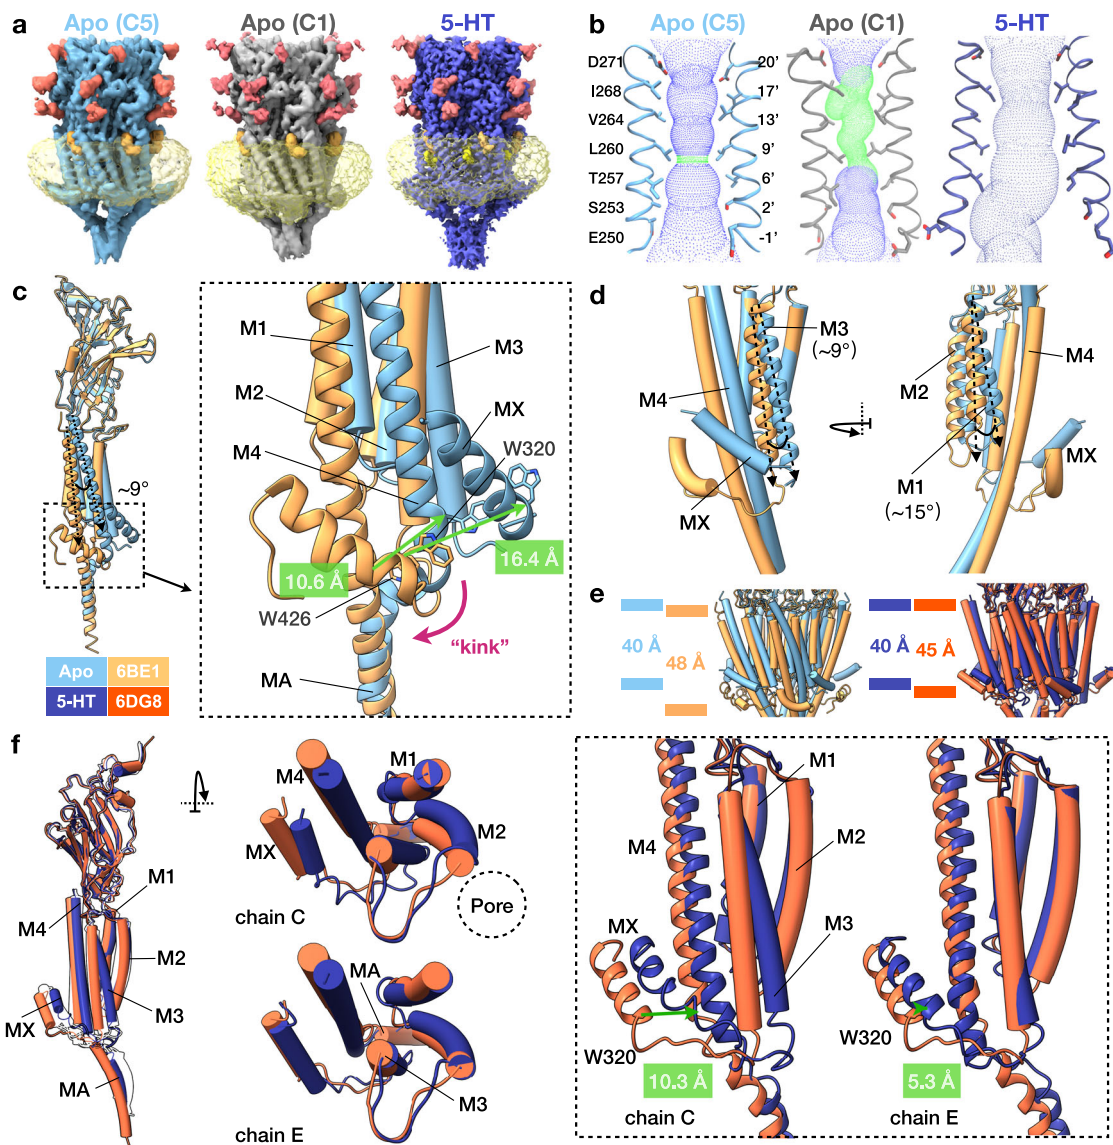 a
Apo (C5)
Apo (C1)
5-HT
b
Apo (C5)
Apo (C1)
5-HT
D271
20'
I268
17'
V264
13'
L260
9'
T257
6'
S253
2'
E250
-1'
c
~9°
Apo
6BE1
5-HT
6DG8
M1
M3
M2
MX
M4
W320
10.6 Å
16.4 Å
W426
"kink"
MA
d
M3
(~9°)
M4
MX
M4
M2
MX
M1
(~15°)
e
40 Å
48 Å
40 Å
45 Å
f
M1
M4
M2
M3
MX
MA
M4
M1
M2
MX
chain C
Pore
MA
M3
chain E
M1
M4
M2
MX
M3
W320
10.3 Å
chain C
W320
5.3 Å
chain E